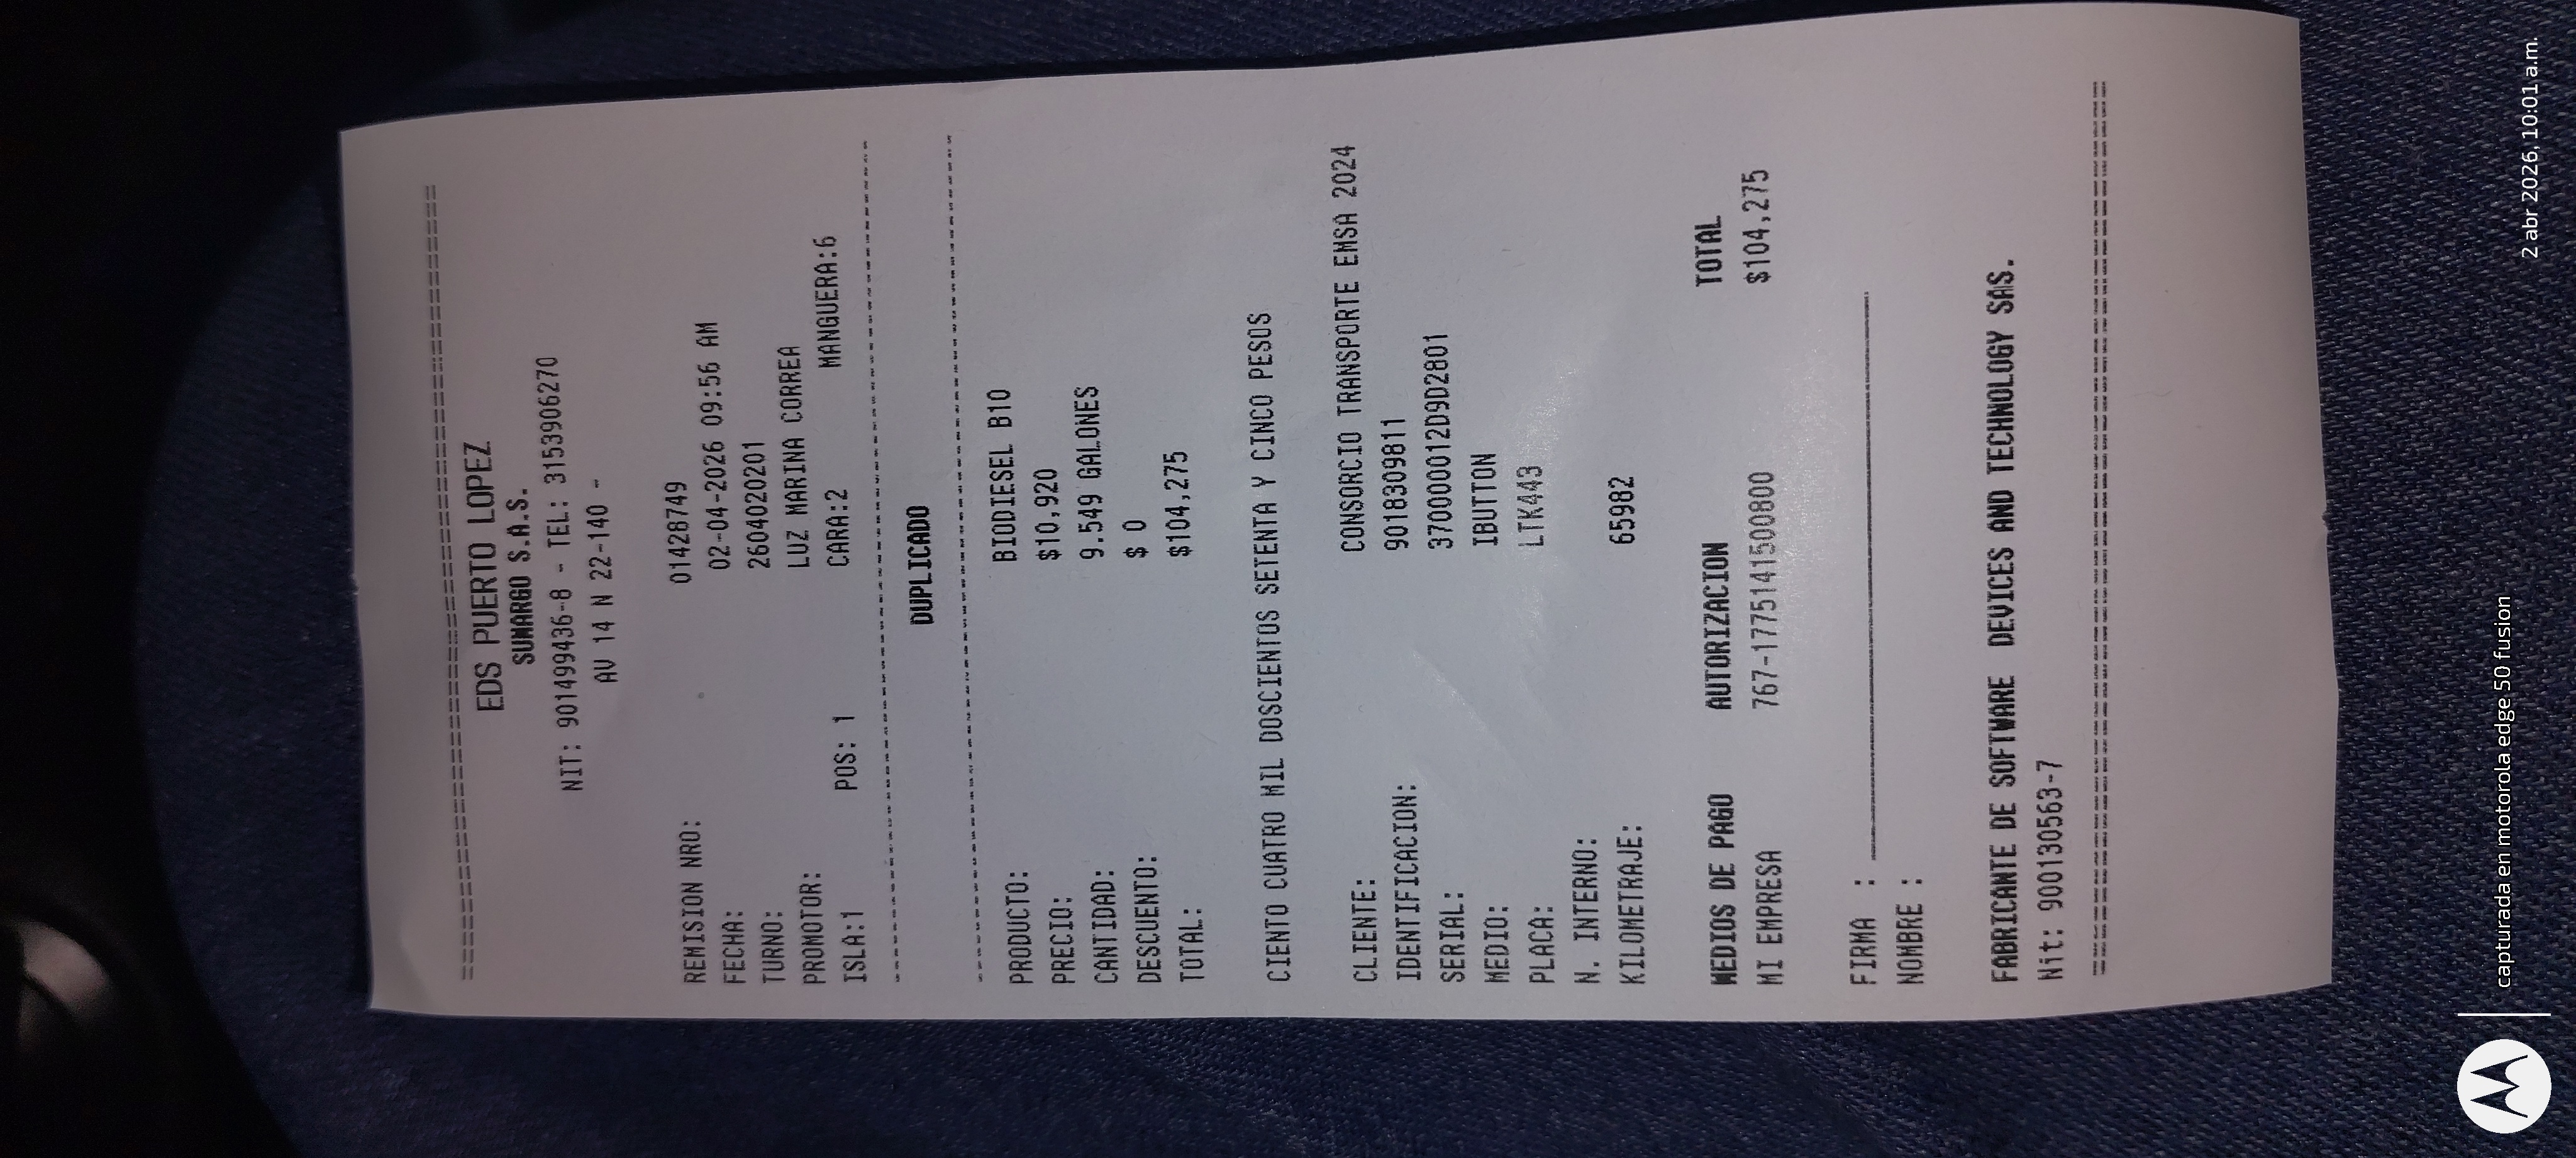 ================================================
EDS PUERTO LOPEZ
SUMARGO S.A.S.
NIT: 901499436-8 - TEL: 3153906270
AV 14 N 22-140 -
REMISION NRO: 01428749
FECHA: 02-04-2026 09:56 AM
TURNO: 2604020201
PROMOTOR: LUZ MARINA CORREA
ISLA:1 POS: 1 CARA:2 MANGUERA:6
DUPLICADO
PRODUCTO: BIODIESEL B10
PRECIO: $10,920
CANTIDAD: 9.549 GALONES
DESCUENTO: $ 0
TOTAL: $104,275
CIENTO CUATRO MIL DOSCIENTOS SETENTA Y CINCO PESOS
CLIENTE: CONSORCIO TRANSPORTE EMSA 2024
IDENTIFICACION: 9018309811
SERIAL: 370000012D9D2801
MEDIO: IBUTTON
PLACA: LTK443
N. INTERNO:
KILOMETRAJE: 65982
MEDIOS DE PAGO AUTORIZACION TOTAL
MI EMPRESA 767-1775141500800 $104,275
FIRMA :
NOMBRE :
FABRICANTE DE SOFTWARE DEVICES AND TECHNOLOGY SAS.
Nit: 900130563-7
capturada en motorola edge 50 fusion
2 abr 2026, 10:01 a.m.